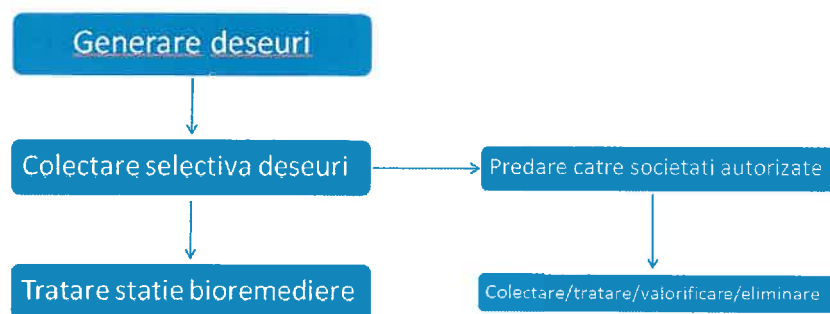 Generare deseuri
Colectare selectiva deseuri
Predare catre societati autorizate
Tratare statie bioremediere
Colectare/tratare/valorificare/eliminare